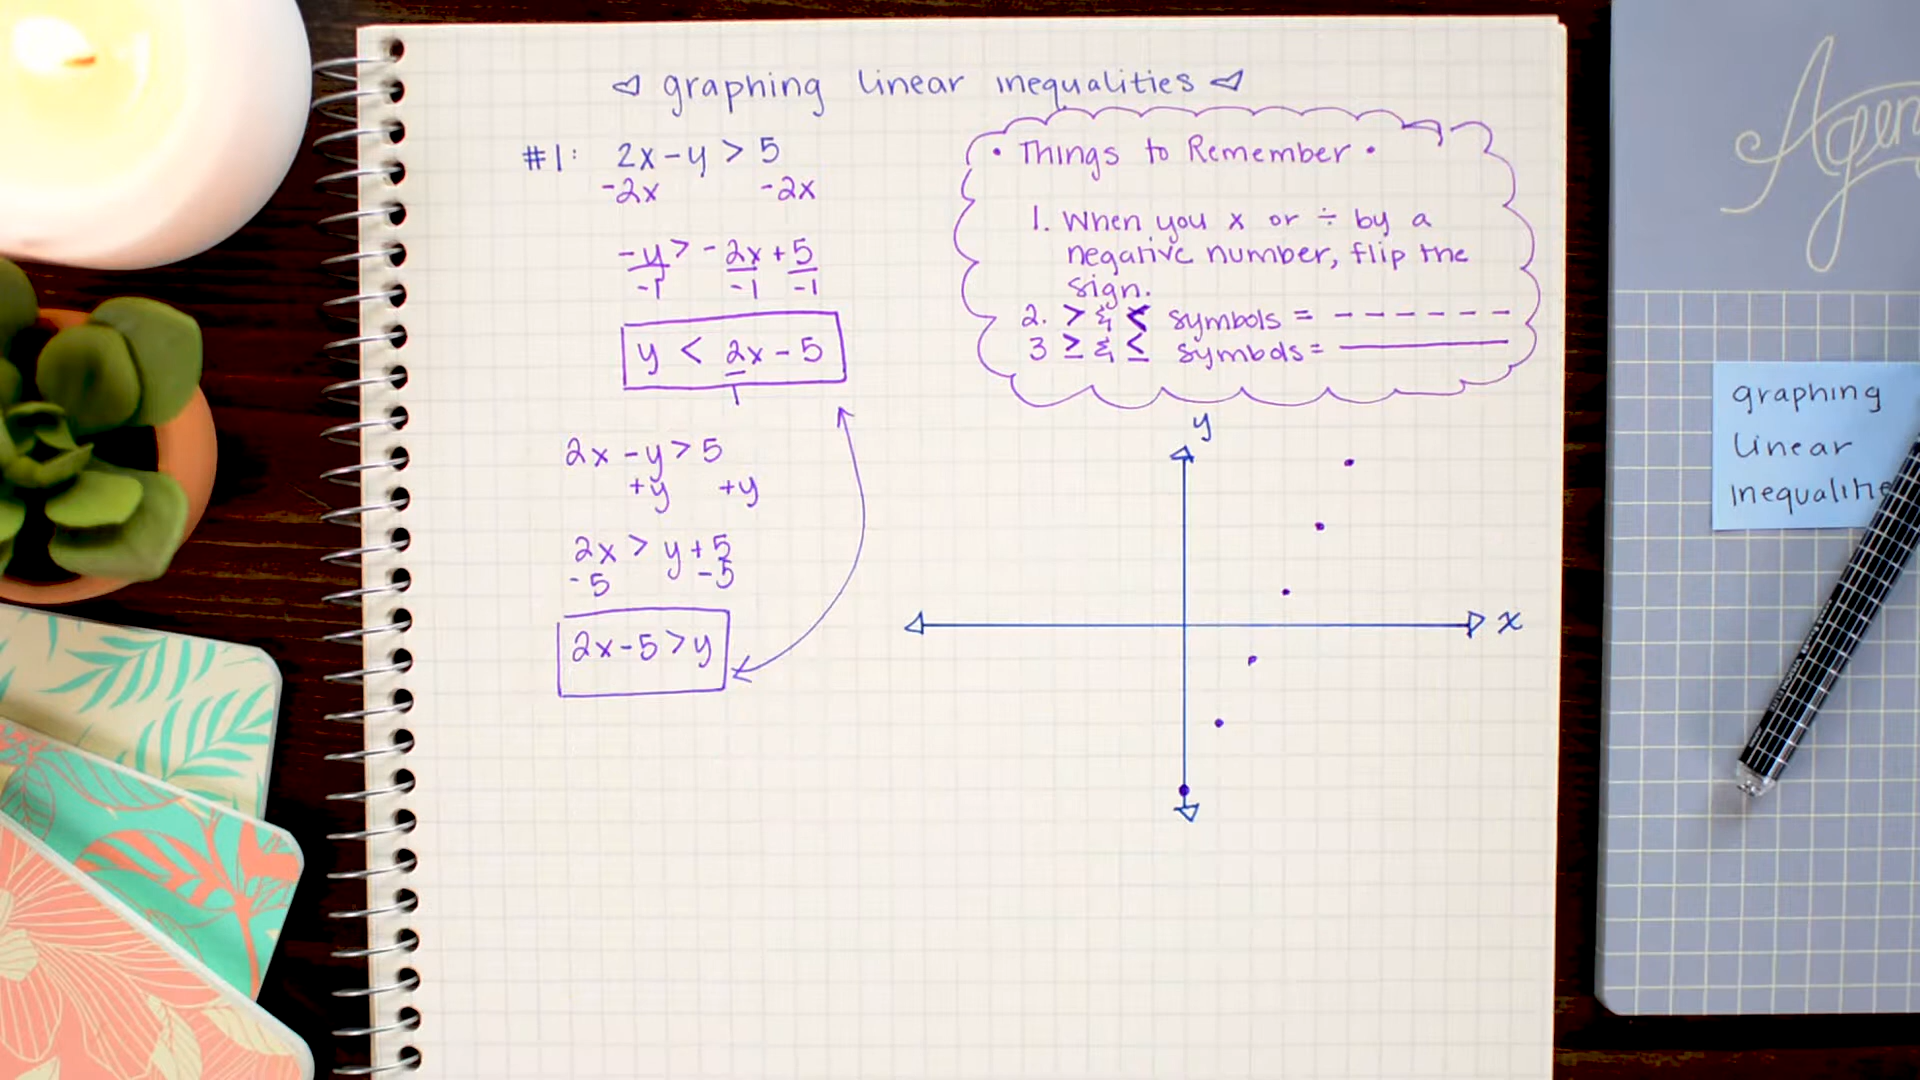 graphing linear inequalities
#1: 2x - y > 5
-2x -2x
-y > -2x + 5
-1 -1 -1
y < 2x - 5
1
2x - y > 5
+y +y
2x > y + 5
-5 -5
2x - 5 > y
• Things to Remember •
1. When you x or ÷ by a
negative number, flip the
sign.
2. > & < symbols = - - - - - -
3 ≥ & ≤ symbols = ———
y
x
graphing
linear